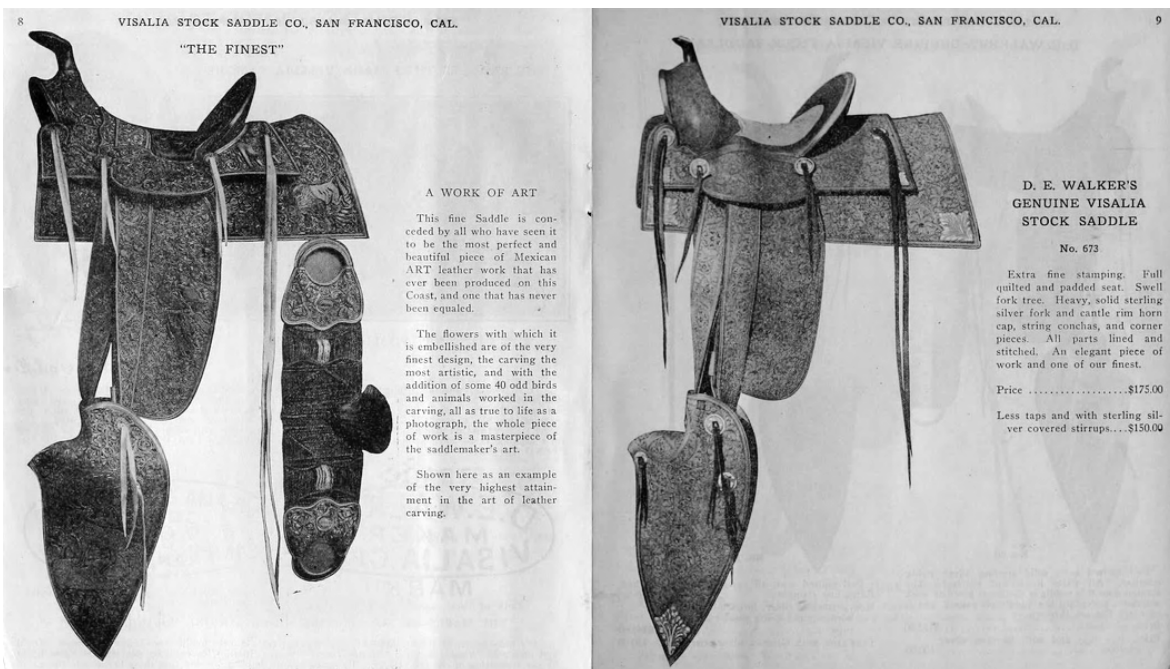 8
VISALIA STOCK SADDLE CO., SAN FRANCISCO, CAL.
"THE FINEST"
A WORK OF ART
This fine Saddle is con-
ceded by all who have seen it
to be the most perfect and
beautiful piece of Mexican
ART leather work that has
ever been produced on this
Coast, and one that has never
been equaled.
The flowers with which it
is embellished are of the very
finest design, the carving the
most artistic, and with the
addition of some 40 odd birds
and animals worked in the
carving, all as true to life as a
photograph, the whole piece
of work is a masterpiece of
the saddlemaker's art.
Shown here as an example
of the very highest attain-
ment in the art of leather
carving.
VISALIA STOCK SADDLE CO., SAN FRANCISCO, CAL.
9
D. E. WALKER'S
GENUINE VISALIA
STOCK SADDLE
No. 673
Extra fine stamping. Full
quilted and padded seat. Swell
fork tree. Heavy, solid sterling
silver fork and cantle rim horn
cap, string conchas, and corner
pieces. All parts lined and
stitched. An elegant piece of
work and one of our finest.
Price ...................$175.00
Less taps and with sterling sil-
ver covered stirrups....$150.00